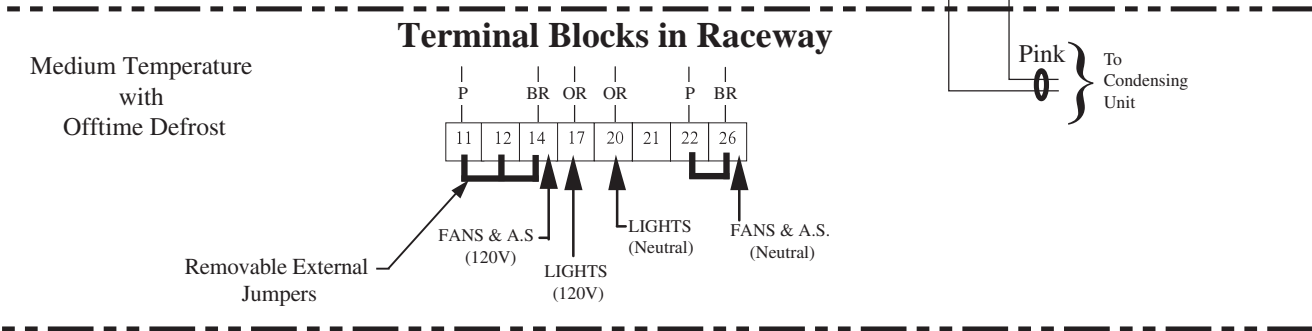 Terminal Blocks in Raceway
Medium Temperature
with
Offtime Defrost
Pink
To
Condensing
Unit
P BR OR OR P BR
11 12 14 17 20 21 22 26
FANS & A.S
(120V)
LIGHTS
(120V)
LIGHTS
(Neutral)
FANS & A.S.
(Neutral)
Removable External
Jumpers